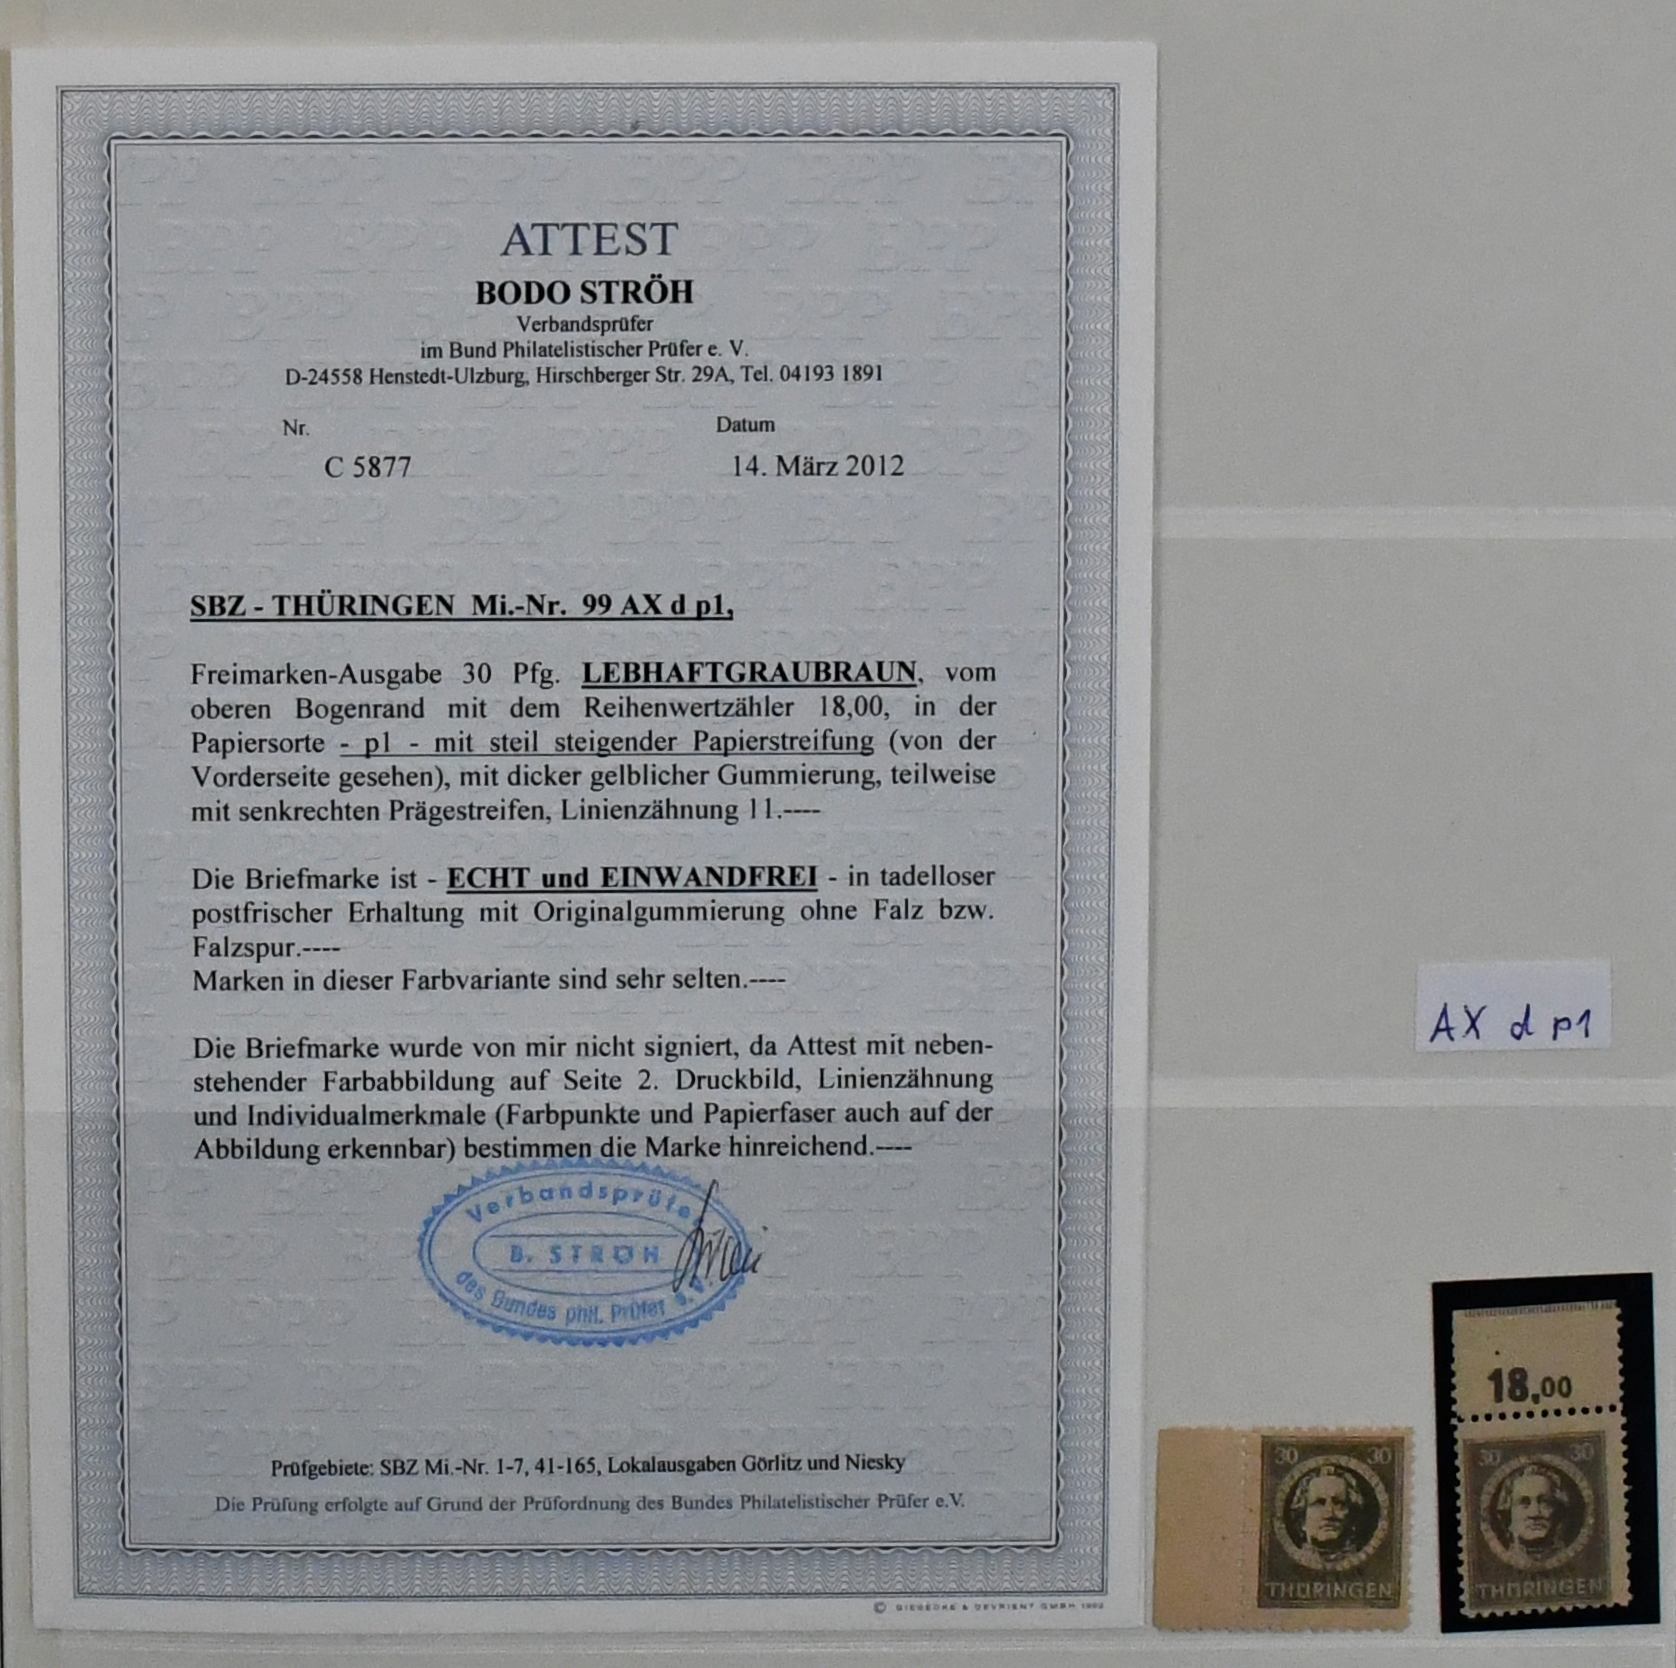 ATTEST
BODO STRÖH
Verbandsprüfer
im Bund Philatelistischer Prüfer e. V.
D-24558 Henstedt-Ulzburg, Hirschberger Str. 29A, Tel. 04193 1891
Nr. Datum
C 5877 14. März 2012
SBZ - THÜRINGEN Mi.-Nr. 99 AX d p1,
Freimarken-Ausgabe 30 Pfg. LEBHAFTGRAUBRAUN, vom
oberen Bogenrand mit dem Reihenwertzähler 18,00, in der
Papiersorte - p1 - mit steil steigender Papierstreifung (von der
Vorderseite gesehen), mit dicker gelblicher Gummierung, teilweise
mit senkrechten Prägestreifen, Linienzähnung 11.----
Die Briefmarke ist - ECHT und EINWANDFREI - in tadelloser
postfrischer Erhaltung mit Originalgummierung ohne Falz bzw.
Falzspur.----
Marken in dieser Farbvariante sind sehr selten.----
Die Briefmarke wurde von mir nicht signiert, da Attest mit neben-
stehender Farbabbildung auf Seite 2. Druckbild, Linienzähnung
und Individualmerkmale (Farbpunkte und Papierfaser auch auf der
Abbildung erkennbar) bestimmen die Marke hinreichend.----
Verbandsprüfer
B. STRÖH
des Bundes phil. Prüfer e.V.
Prüfgebiete: SBZ Mi.-Nr. 1-7, 41-165, Lokalausgaben Görlitz und Niesky
Die Prüfung erfolgte auf Grund der Prüfordnung des Bundes Philatelistischer Prüfer e.V.
© GIESECKE & DEVRIENT GMBH 1992
AX d p1
30 30
THÜRINGEN
18,00
30 30
THÜRINGEN